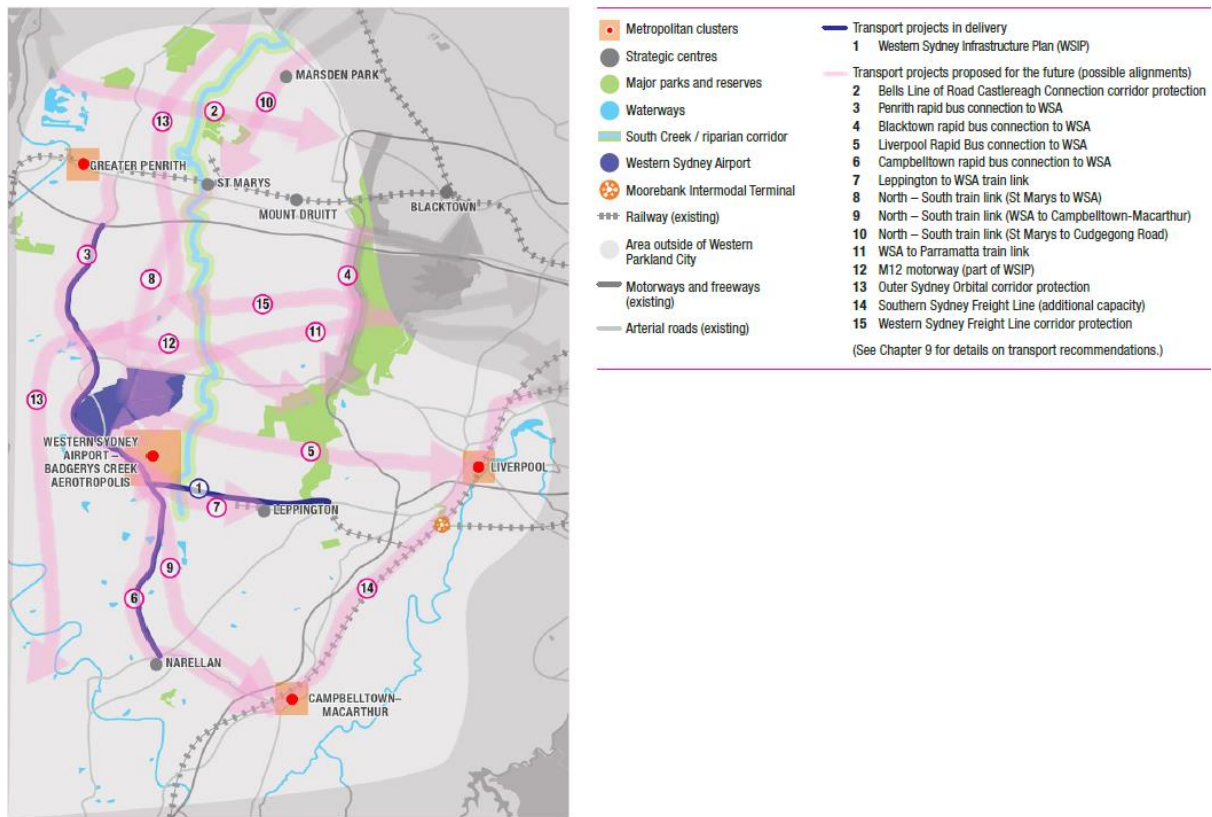 MARSDEN PARK
10
2
13
GREATER PENRITH
ST MARYS
MOUNT DRUITT
BLACKTOWN
3
8
4
15
11
12
13
WESTERN SYDNEY
AIRPORT –
BADGERYS CREEK
AEROTROPOLIS
5
LIVERPOOL
1
7
LEPPINGTON
9
14
6
NARELLAN
CAMPBELLTOWN–
MACARTHUR
Metropolitan clusters
Strategic centres
Major parks and reserves
Waterways
South Creek / riparian corridor
Western Sydney Airport
Moorebank Intermodal Terminal
Railway (existing)
Area outside of Western
Parkland City
Motorways and freeways
(existing)
Arterial roads (existing)
Transport projects in delivery
1 Western Sydney Infrastructure Plan (WSIP)
Transport projects proposed for the future (possible alignments)
2 Bells Line of Road Castlereagh Connection corridor protection
3 Penrith rapid bus connection to WSA
4 Blacktown rapid bus connection to WSA
5 Liverpool Rapid Bus connection to WSA
6 Campbelltown rapid bus connection to WSA
7 Leppington to WSA train link
8 North – South train link (St Marys to WSA)
9 North – South train link (WSA to Campbelltown-Macarthur)
10 North – South train link (St Marys to Cudgegong Road)
11 WSA to Parramatta train link
12 M12 motorway (part of WSIP)
13 Outer Sydney Orbital corridor protection
14 Southern Sydney Freight Line (additional capacity)
15 Western Sydney Freight Line corridor protection
(See Chapter 9 for details on transport recommendations.)